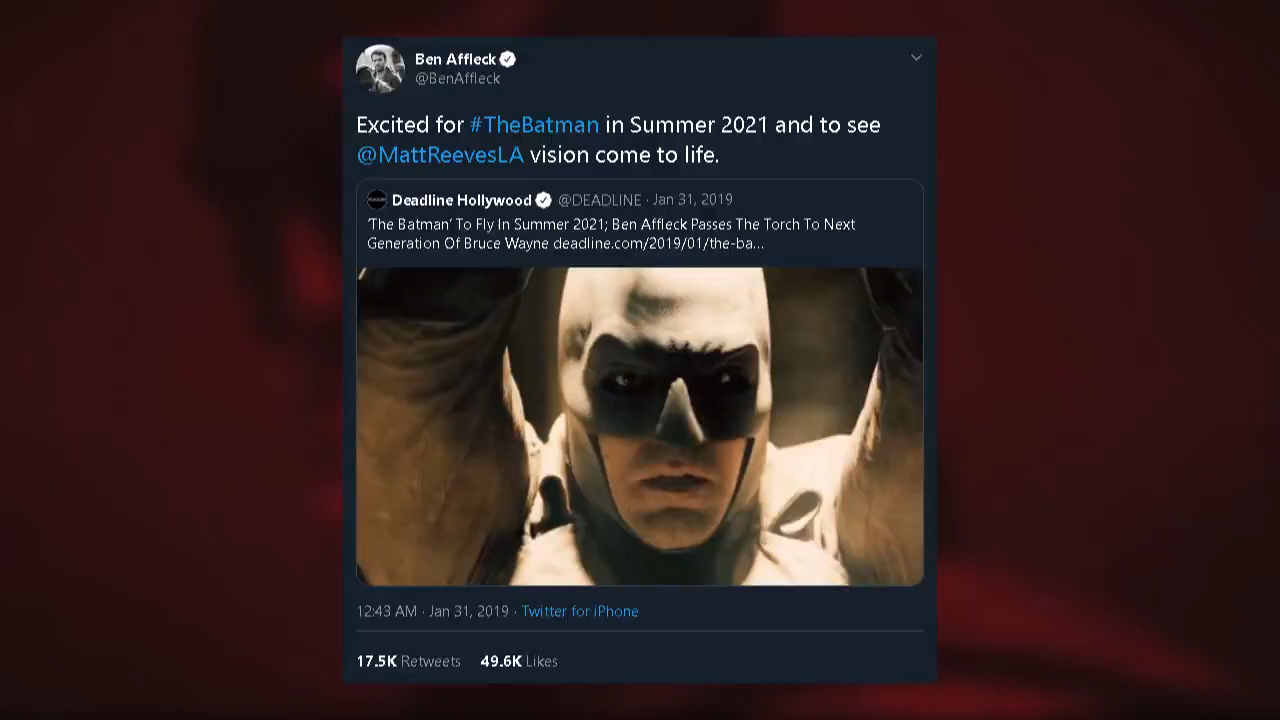 Ben Affleck
@BenAffleck
Excited for #TheBatman in Summer 2021 and to see
@MattReevesLA vision come to life.
Deadline Hollywood @DEADLINE · Jan 31, 2019
'The Batman' To Fly In Summer 2021; Ben Affleck Passes The Torch To Next
Generation Of Bruce Wayne deadline.com/2019/01/the-ba...
12:43 AM · Jan 31, 2019 · Twitter for iPhone
17.5K Retweets 49.6K Likes